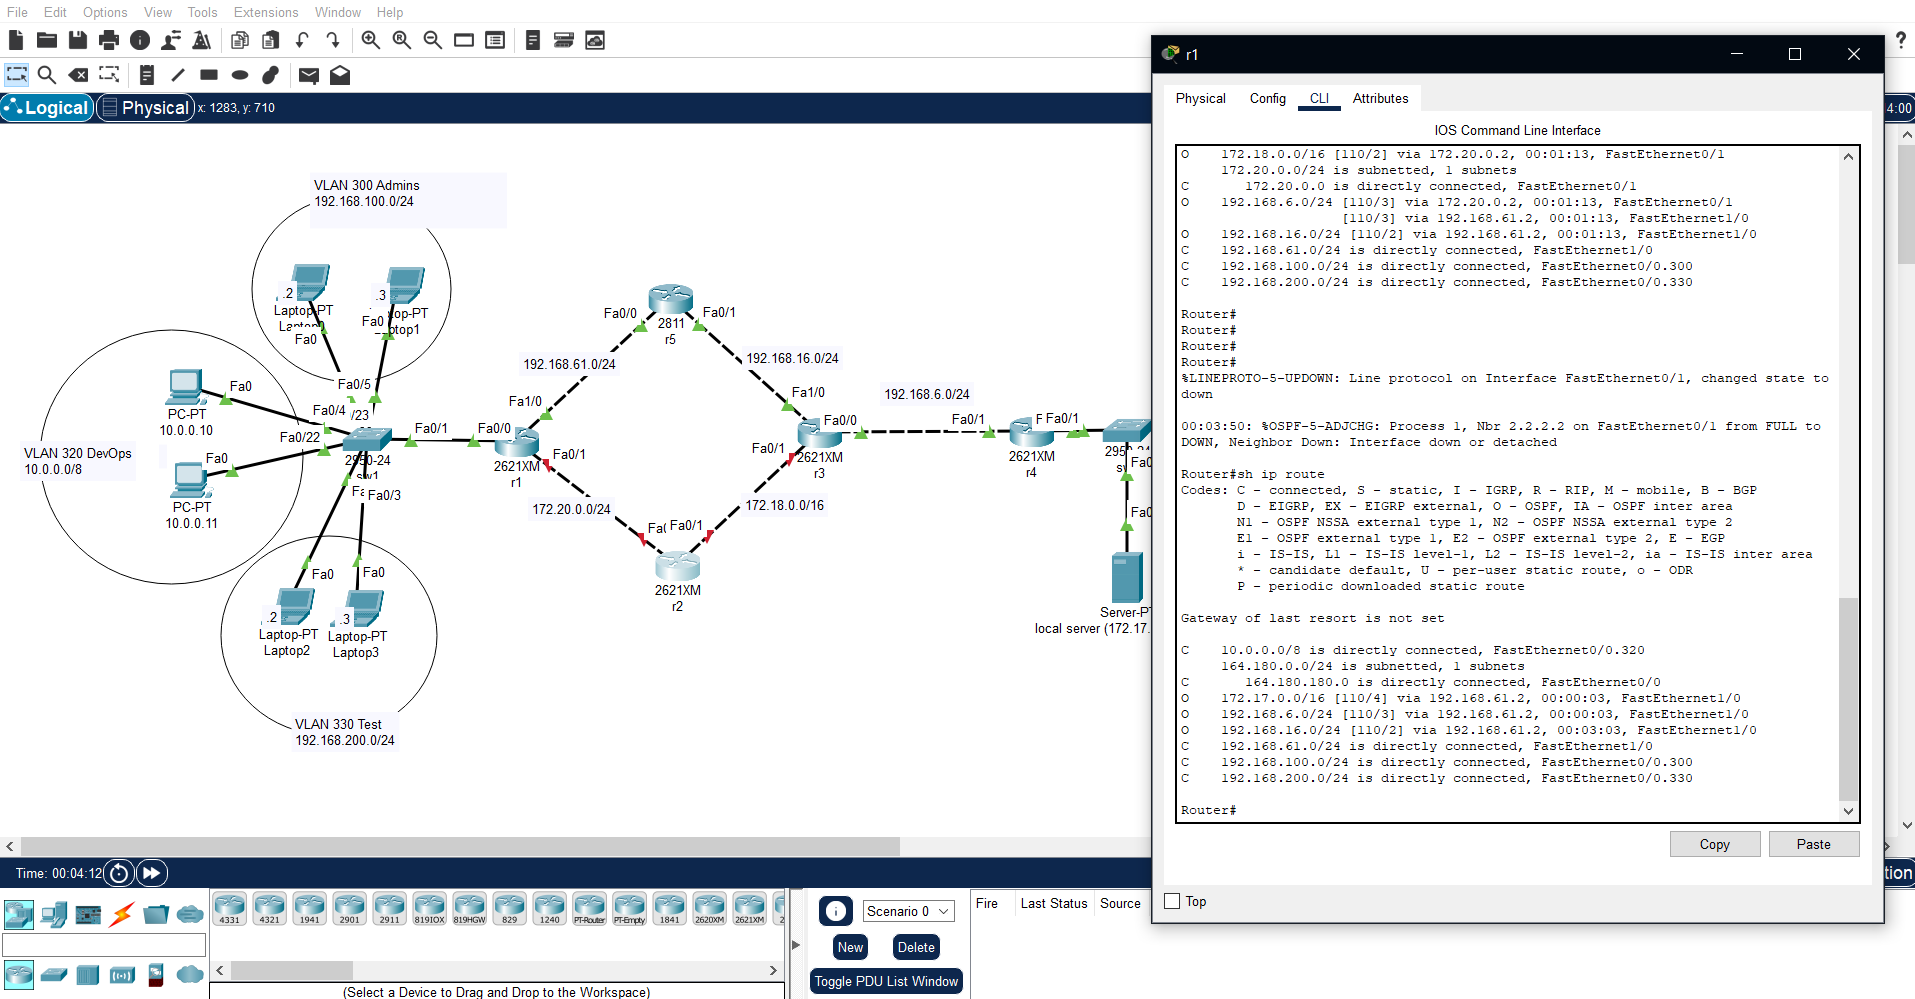 File Edit Options View Tools Extensions Window Help
Logical Physical x: 1283, y: 710
4:00
VLAN 300 Admins
192.168.100.0/24
.2
Laptop-PT
.3
Fa0
Fa0
VLAN 320 DevOps
10.0.0.0/8
PC-PT
10.0.0.10
Fa0
PC-PT
10.0.0.11
Fa0
Fa0/5
Fa0/4
/23
Fa0/22
Fa0/1
2950-24
sw1
Fa0/3
Fa0
Fa0
.2
Laptop-PT
Laptop2
.3
Laptop-PT
Laptop3
VLAN 330 Test
192.168.200.0/24
Fa0/0
Fa1/0
Fa0/1
2621XM
r1
192.168.61.0/24
172.20.0.0/24
Fa0/0
Fa0/1
2811
r5
192.168.16.0/24
Fa1/0
Fa0/0
Fa0/1
2621XM
r3
172.18.0.0/16
Fa0/1
2621XM
r2
192.168.6.0/24
Fa0/1
Fa0/1
2621XM
r4
Server-PT
local server (172.17.
r1
Physical Config CLI Attributes
IOS Command Line Interface
O 172.18.0.0/16 [110/2] via 172.20.0.2, 00:01:13, FastEthernet0/1
172.20.0.0/24 is subnetted, 1 subnets
C 172.20.0.0 is directly connected, FastEthernet0/1
O 192.168.6.0/24 [110/3] via 172.20.0.2, 00:01:13, FastEthernet0/1
[110/3] via 192.168.61.2, 00:01:13, FastEthernet1/0
O 192.168.16.0/24 [110/2] via 192.168.61.2, 00:01:13, FastEthernet1/0
C 192.168.61.0/24 is directly connected, FastEthernet1/0
C 192.168.100.0/24 is directly connected, FastEthernet0/0.300
C 192.168.200.0/24 is directly connected, FastEthernet0/0.330
Router#
Router#
Router#
Router#
%LINEPROTO-5-UPDOWN: Line protocol on Interface FastEthernet0/1, changed state to
down
00:03:50: %OSPF-5-ADJCHG: Process 1, Nbr 2.2.2.2 on FastEthernet0/1 from FULL to
DOWN, Neighbor Down: Interface down or detached
Router#sh ip route
Codes: C - connected, S - static, I - IGRP, R - RIP, M - mobile, B - BGP
D - EIGRP, EX - EIGRP external, O - OSPF, IA - OSPF inter area
N1 - OSPF NSSA external type 1, N2 - OSPF NSSA external type 2
E1 - OSPF external type 1, E2 - OSPF external type 2, E - EGP
i - IS-IS, L1 - IS-IS level-1, L2 - IS-IS level-2, ia - IS-IS inter area
* - candidate default, U - per-user static route, o - ODR
P - periodic downloaded static route
Gateway of last resort is not set
C 10.0.0.0/8 is directly connected, FastEthernet0/0.320
164.180.0.0/24 is subnetted, 1 subnets
C 164.180.180.0 is directly connected, FastEthernet0/0
O 172.17.0.0/16 [110/4] via 192.168.61.2, 00:00:03, FastEthernet1/0
O 192.168.6.0/24 [110/3] via 192.168.61.2, 00:00:03, FastEthernet1/0
O 192.168.16.0/24 [110/2] via 192.168.61.2, 00:03:03, FastEthernet1/0
C 192.168.61.0/24 is directly connected, FastEthernet1/0
C 192.168.100.0/24 is directly connected, FastEthernet0/0.300
C 192.168.200.0/24 is directly connected, FastEthernet0/0.330
Router#
Copy Paste
Top
Time: 00:04:12
tion
4331 4321 1941 2901 2911 819IOX 819HGW 829 1240 PT-Router PT-Empty 1841 2620XM 2621XM
(Select a Device to Drag and Drop to the Workspace)
Scenario 0
New Delete
Toggle PDU List Window
Fire Last Status Source